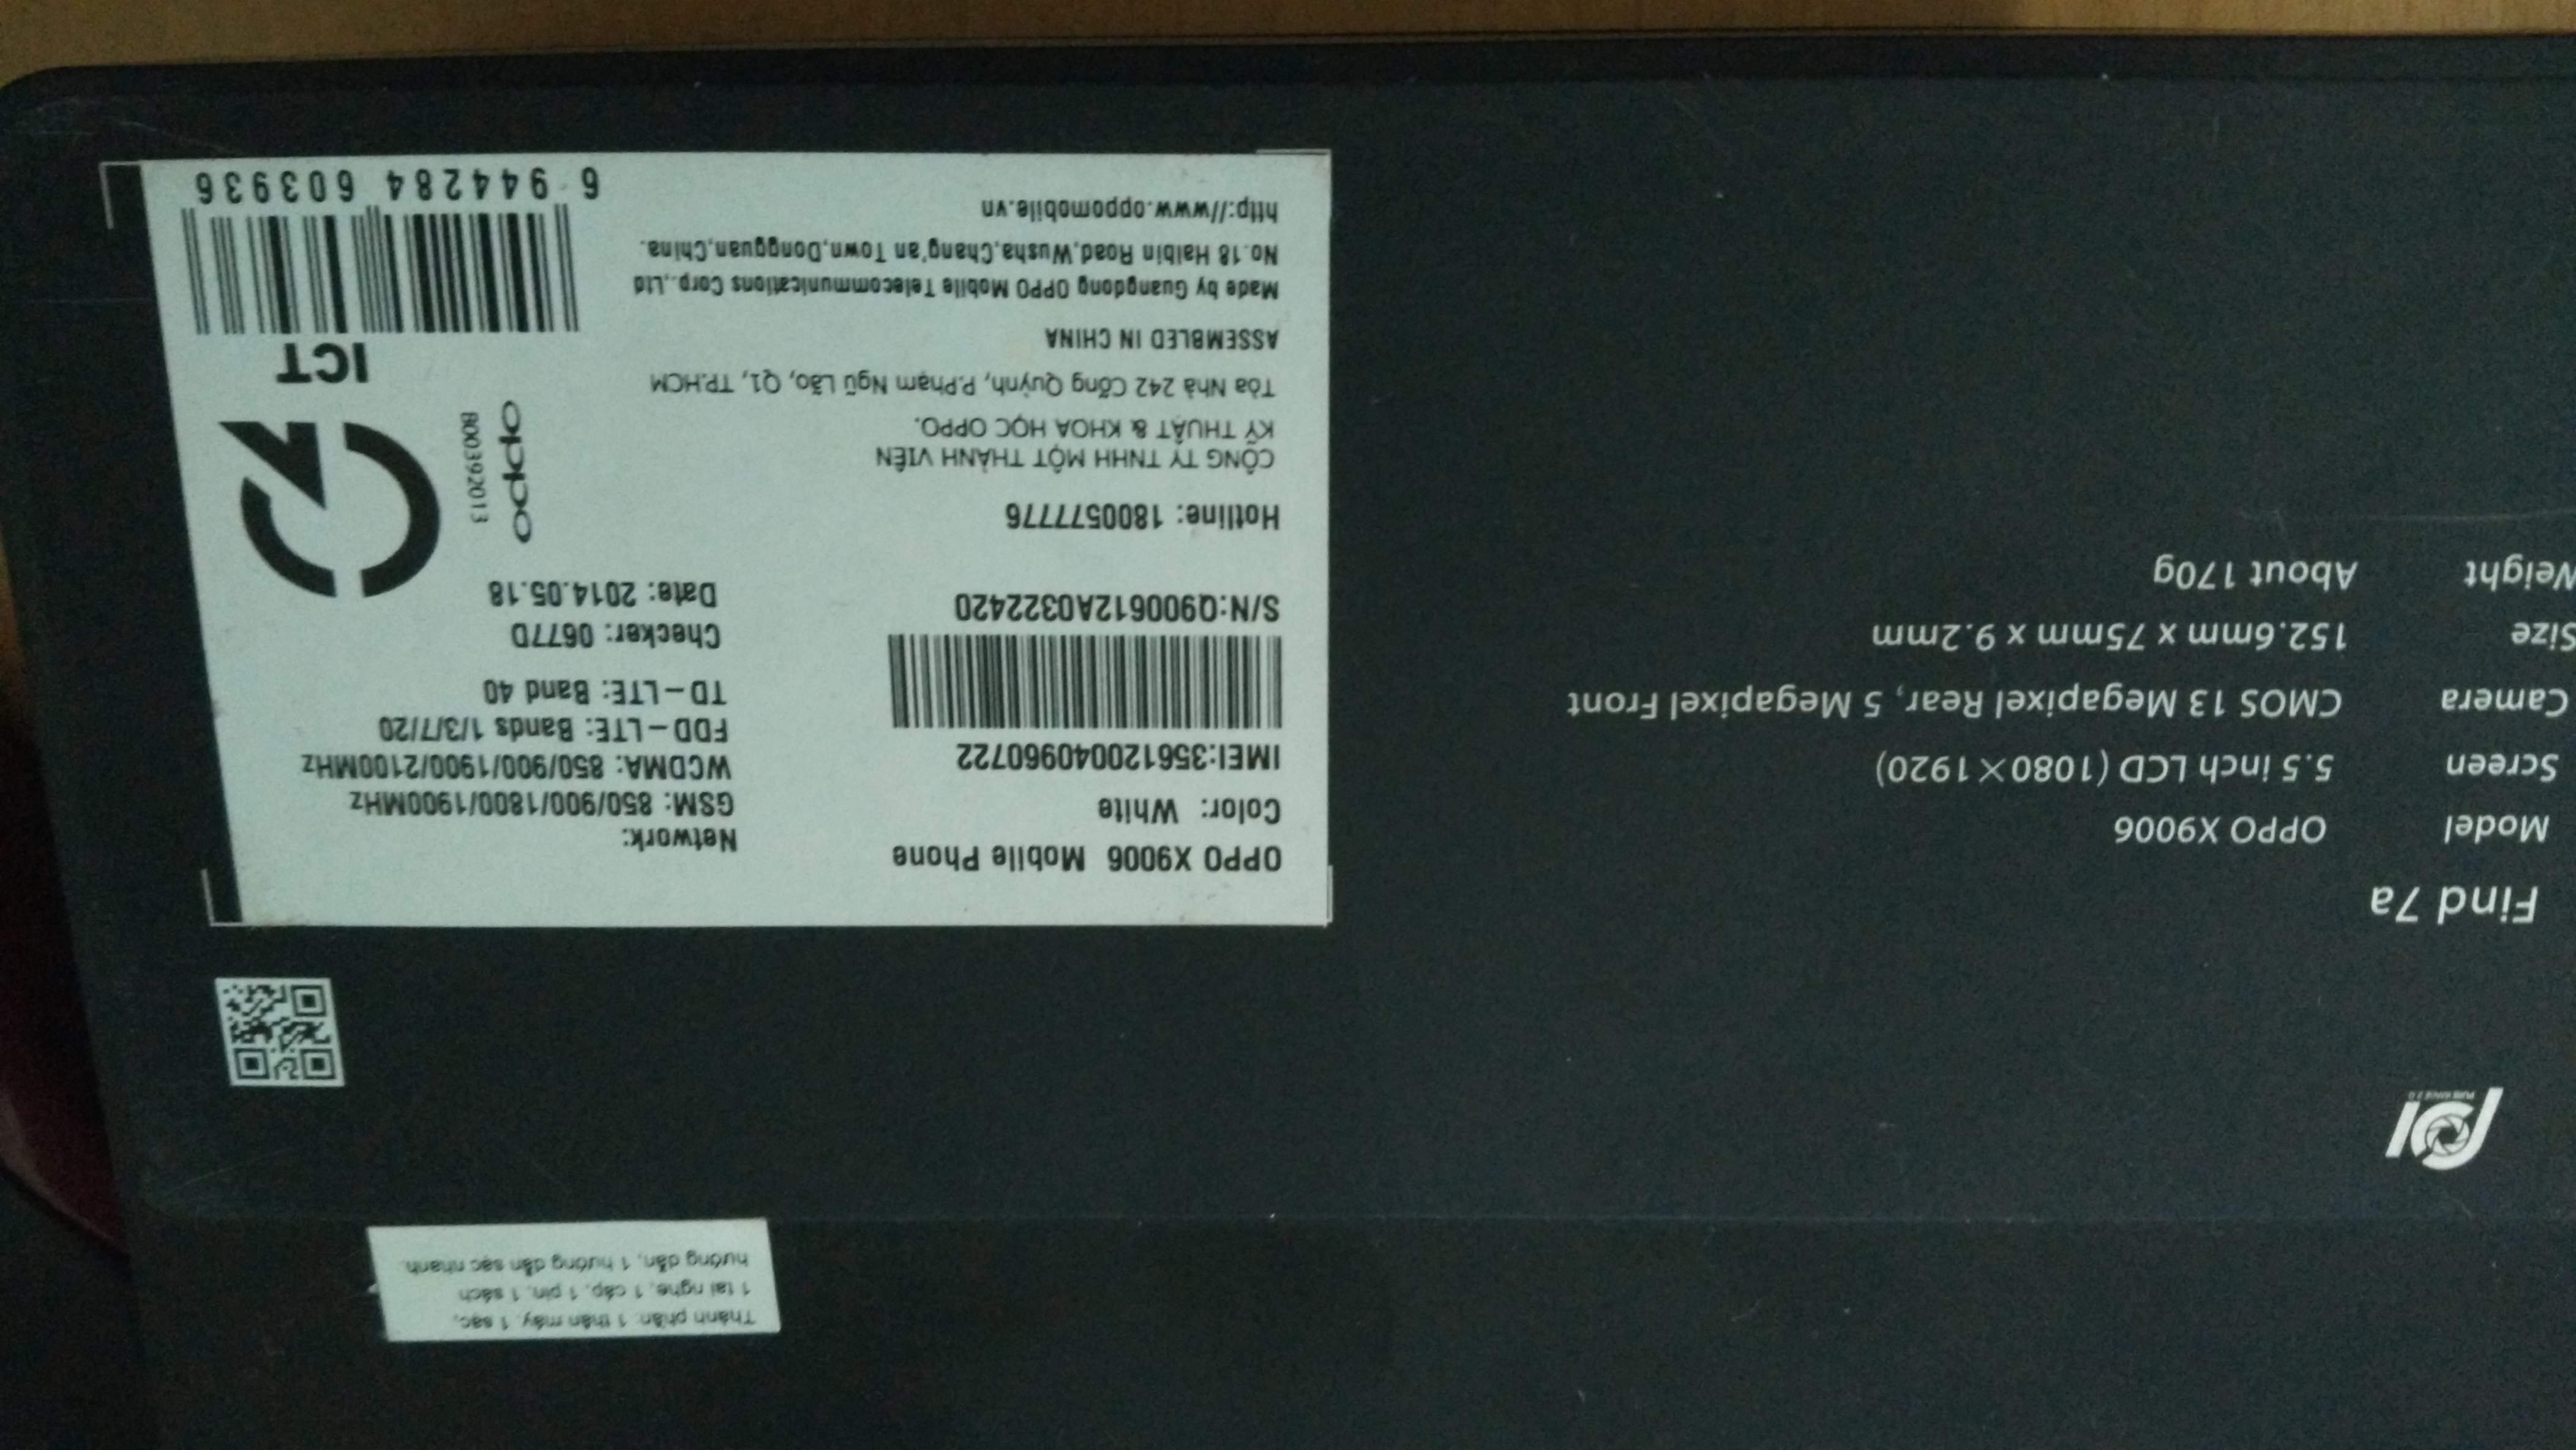 Thành phần: 1 thân máy, 1 sạc,
1 tai nghe, 1 cáp, 1 pin, 1 sách
hướng dẫn, 1 hướng dẫn sạc nhanh.
Find 7a
Model OPPO X9006
Screen 5.5 inch LCD (1080×1920)
Camera CMOS 13 Megapixel Rear, 5 Megapixel Front
Size 152.6mm x 75mm x 9.2mm
Weight About 170g
OPPO X9006 Mobile Phone
Color: White
IMEI:356120040960722
S/N:Q900612A0322420
Network:
GSM: 850/900/1800/1900MHz
WCDMA: 850/900/1900/2100MHz
FDD-LTE: Bands 1/3/7/20
TD-LTE: Band 40
Checker: 0677D
Date: 2014.05.18
Hotline: 1800577776
CÔNG TY TNHH MỘT THÀNH VIÊN
KỸ THUẬT & KHOA HỌC OPPO.
Tòa Nhà 242 Cống Quỳnh, P.Phạm Ngũ Lão, Q1, TP.HCM
ASSEMBLED IN CHINA
Made by Guangdong OPPO Mobile Telecommunications Corp.,Ltd
No.18 Haibin Road,Wusha,Chang'an Town,Dongguan,China.
http://www.oppomobile.vn
oppo
B00392013
ICT
6 944284 603936